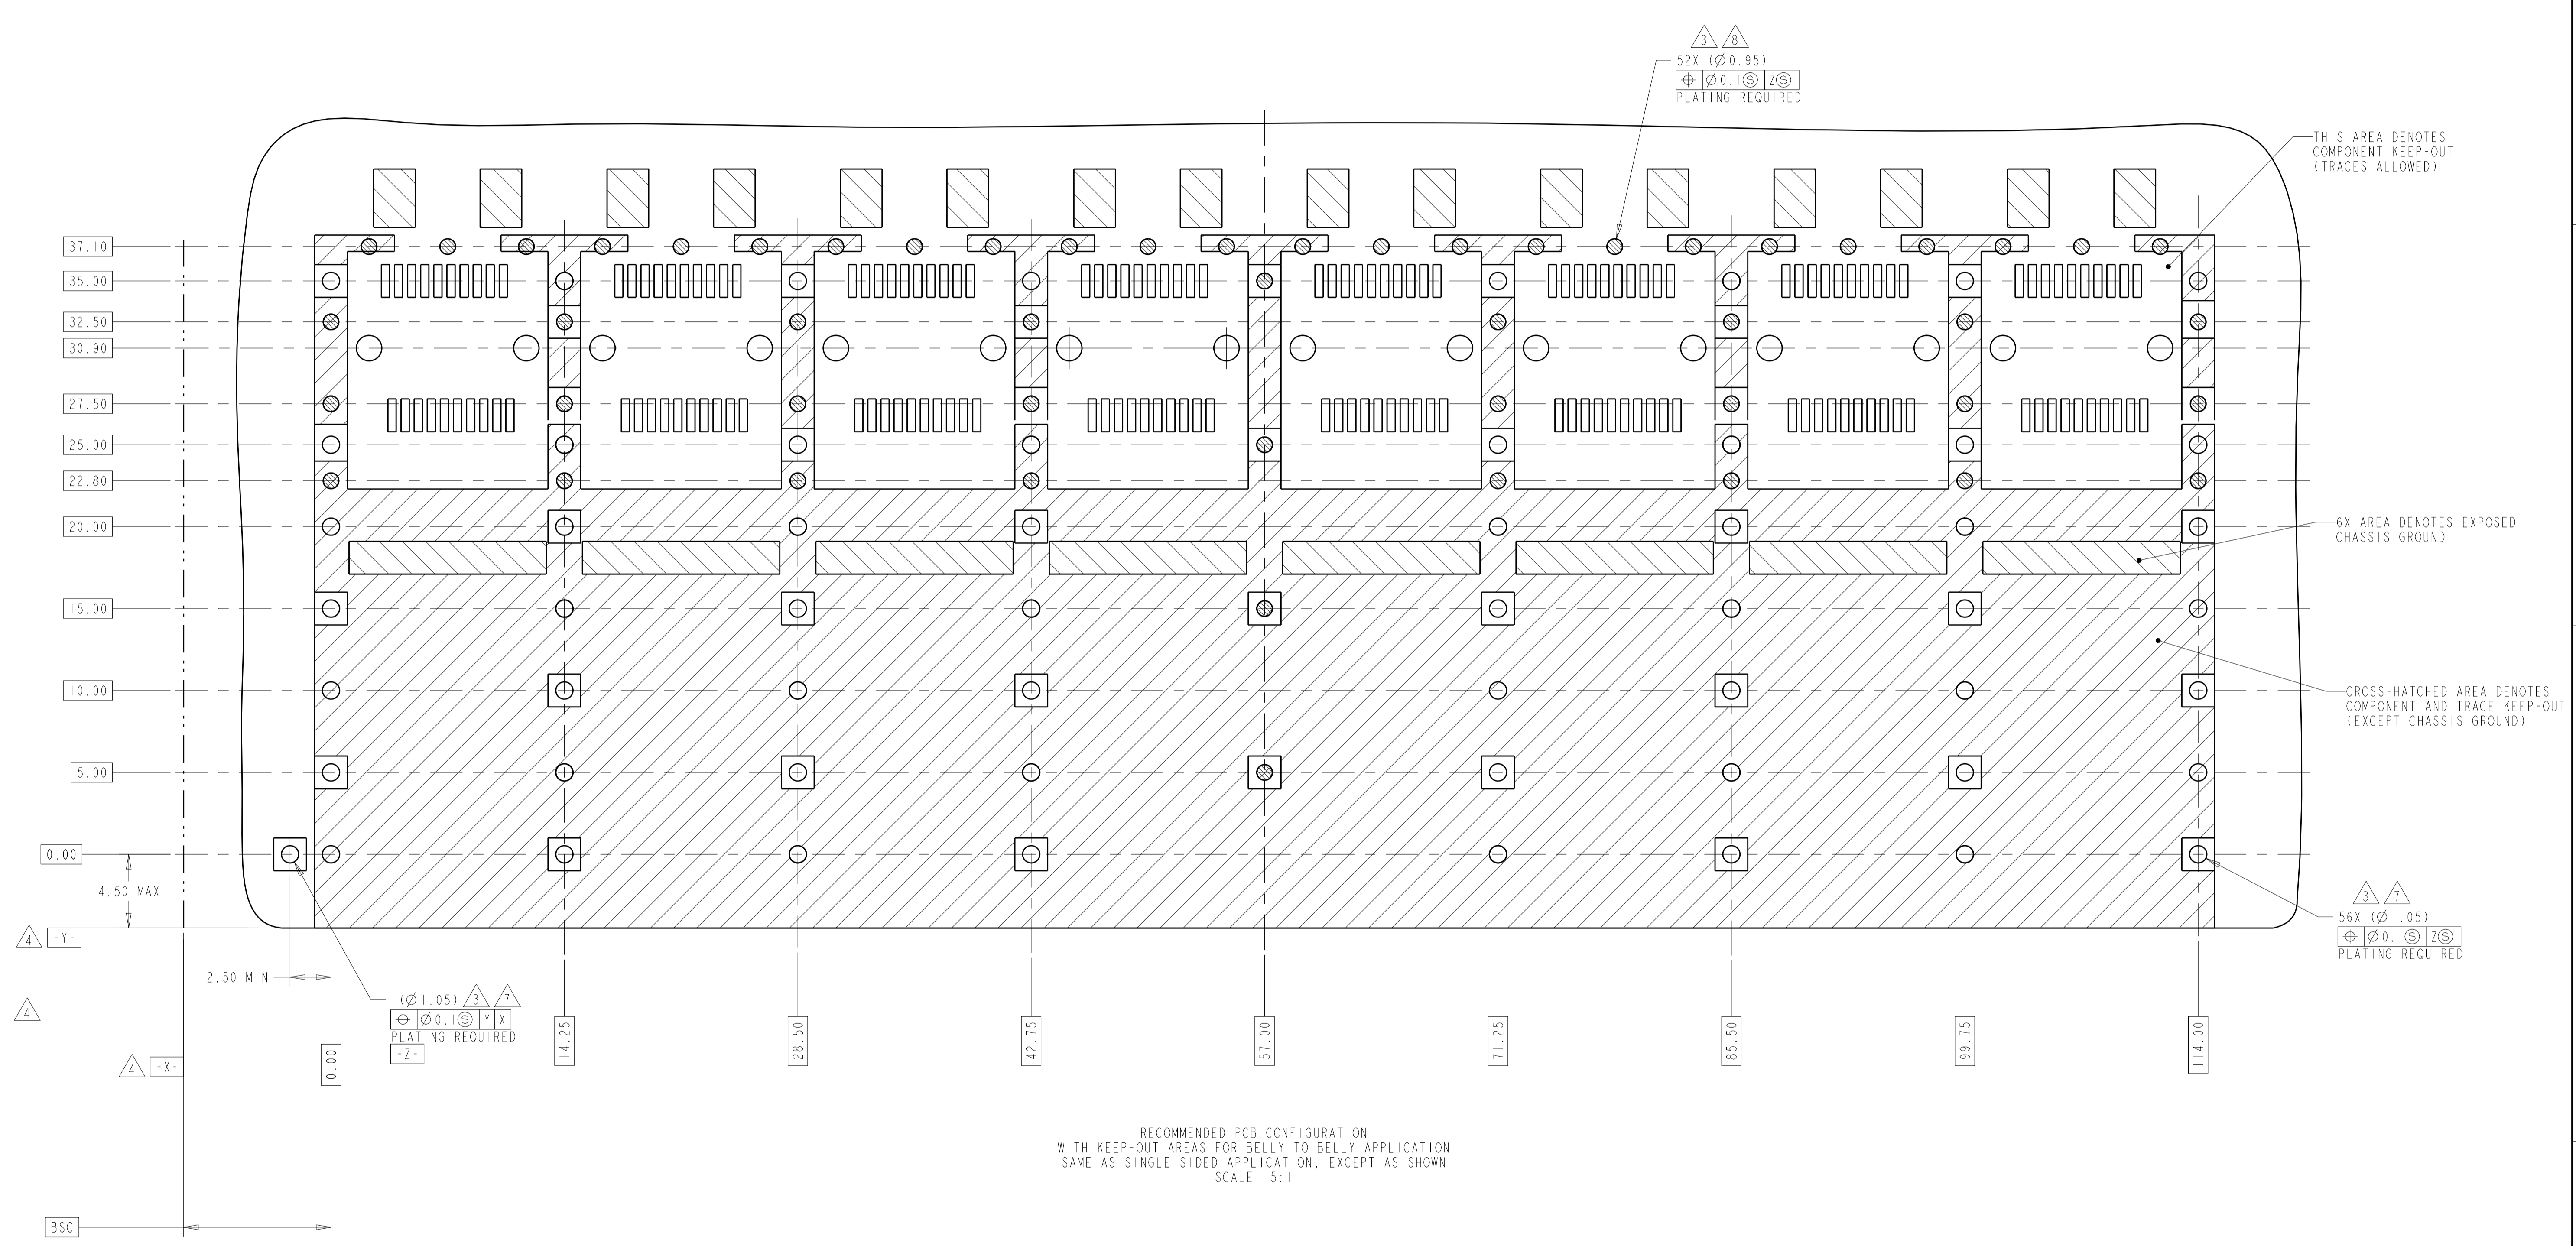 3 8
52X (Ø0.95)
⌖ Ø0.1Ⓢ ZⓈ
PLATING REQUIRED
THIS AREA DENOTES
COMPONENT KEEP-OUT
(TRACES ALLOWED)
37.10
35.00
32.50
30.90
27.50
25.00
22.80
20.00
15.00
10.00
5.00
0.00
4.50 MAX
6X AREA DENOTES EXPOSED
CHASSIS GROUND
CROSS-HATCHED AREA DENOTES
COMPONENT AND TRACE KEEP-OUT
(EXCEPT CHASSIS GROUND)
3 7
56X (Ø1.05)
⌖ Ø0.1Ⓢ ZⓈ
PLATING REQUIRED
4 -Y-
2.50 MIN
(Ø1.05) 3 7
⌖ Ø0.1Ⓢ Y X
PLATING REQUIRED
-Z-
4
4 -X-
0.00
14.25
28.50
42.75
57.00
71.25
85.50
99.75
114.00
RECOMMENDED PCB CONFIGURATION
WITH KEEP-OUT AREAS FOR BELLY TO BELLY APPLICATION
SAME AS SINGLE SIDED APPLICATION, EXCEPT AS SHOWN
SCALE 5:1
BSC